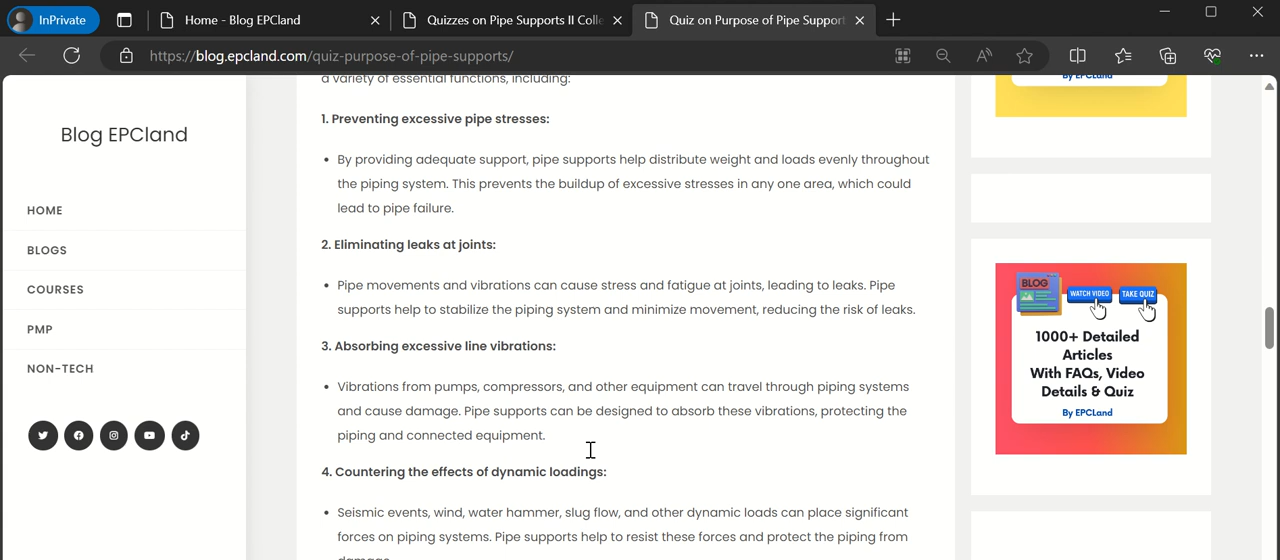 InPrivate
Home - Blog EPCland
Quizzes on Pipe Supports II Colle
Quiz on Purpose of Pipe Support
https://blog.epcland.com/quiz-purpose-of-pipe-supports/
Blog EPCland
HOME
BLOGS
COURSES
PMP
NON-TECH
a variety of essential functions, including:
1. Preventing excessive pipe stresses:
• By providing adequate support, pipe supports help distribute weight and loads evenly throughout
the piping system. This prevents the buildup of excessive stresses in any one area, which could
lead to pipe failure.
2. Eliminating leaks at joints:
• Pipe movements and vibrations can cause stress and fatigue at joints, leading to leaks. Pipe
supports help to stabilize the piping system and minimize movement, reducing the risk of leaks.
3. Absorbing excessive line vibrations:
• Vibrations from pumps, compressors, and other equipment can travel through piping systems
and cause damage. Pipe supports can be designed to absorb these vibrations, protecting the
piping and connected equipment.
4. Countering the effects of dynamic loadings:
• Seismic events, wind, water hammer, slug flow, and other dynamic loads can place significant
forces on piping systems. Pipe supports help to resist these forces and protect the piping from
damage.
By EPCLand
BLOG
WATCH VIDEO
TAKE QUIZ
1000+ Detailed
Articles
With FAQs, Video
Details & Quiz
By EPCLand